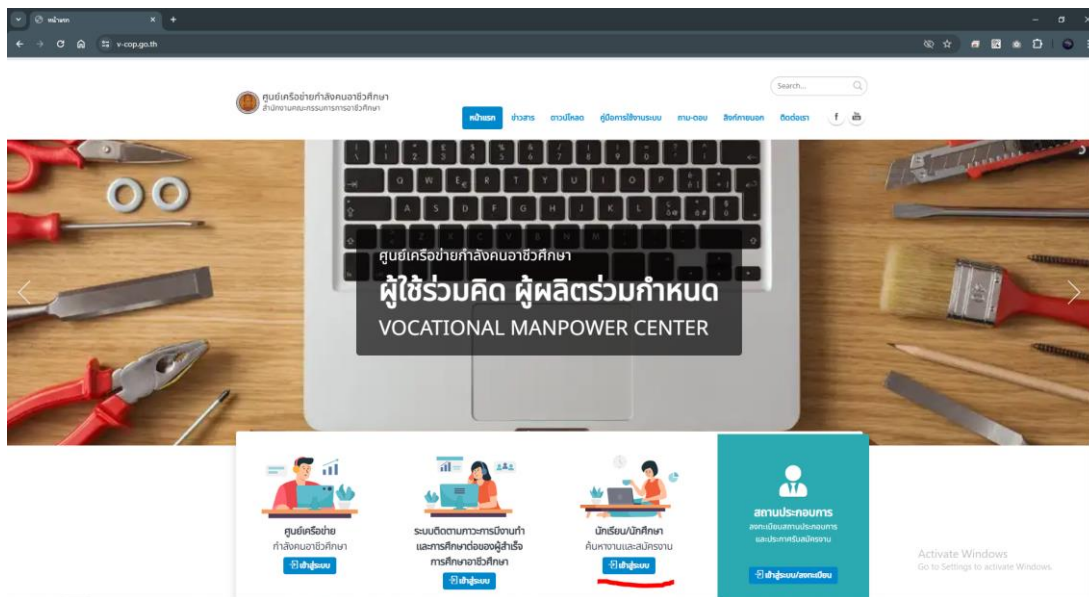 หน้าแรก
v-cop.go.th
ศูนย์เครือข่ายกำลังคนอาชีวศึกษา
สำนักงานคณะกรรมการการอาชีวศึกษา
Search...
หน้าแรก ข่าวสาร ดาวน์โหลด คู่มือการใช้งานระบบ ถาม-ตอบ ลิงก์ภายนอก ติดต่อเรา
ศูนย์เครือข่ายกำลังคนอาชีวศึกษา
ผู้ใช้ร่วมคิด ผู้ผลิตร่วมกำหนด
VOCATIONAL MANPOWER CENTER
ศูนย์เครือข่าย
กำลังคนอาชีวศึกษา
เข้าสู่ระบบ
ระบบติดตามภาวะการมีงานทำ
และการศึกษาต่อของผู้สำเร็จ
การศึกษาอาชีวศึกษา
เข้าสู่ระบบ
นักเรียน/นักศึกษา
ค้นหางานและสมัครงาน
เข้าสู่ระบบ
สถานประกอบการ
ลงทะเบียนสถานประกอบการ
และประกาศรับสมัครงาน
เข้าสู่ระบบ/ลงทะเบียน
Activate Windows
Go to Settings to activate Windows.